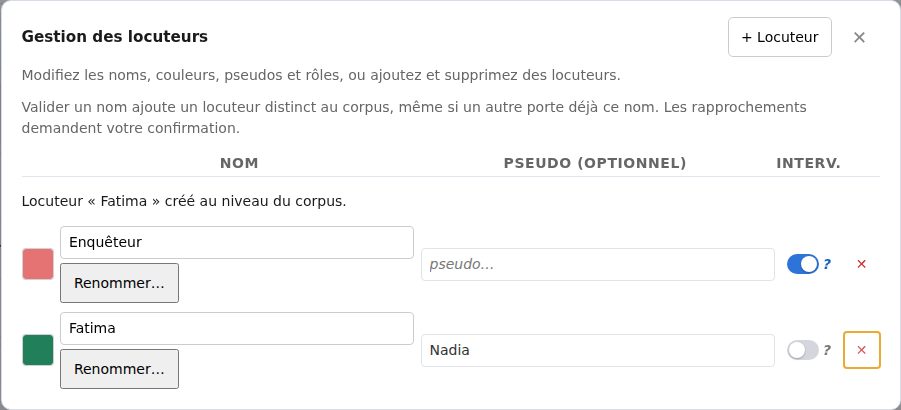 Gestion des locuteurs
+ Locuteur ×
Modifiez les noms, couleurs, pseudos et rôles, ou ajoutez et supprimez des locuteurs.
Valider un nom ajoute un locuteur distinct au corpus, même si un autre porte déjà ce nom. Les rapprochements
demandent votre confirmation.
NOM PSEUDO (OPTIONNEL) INTERV.
Locuteur « Fatima » créé au niveau du corpus.
Enquêteur
pseudo... ? ×
Renommer...
Fatima
Nadia ? ×
Renommer...